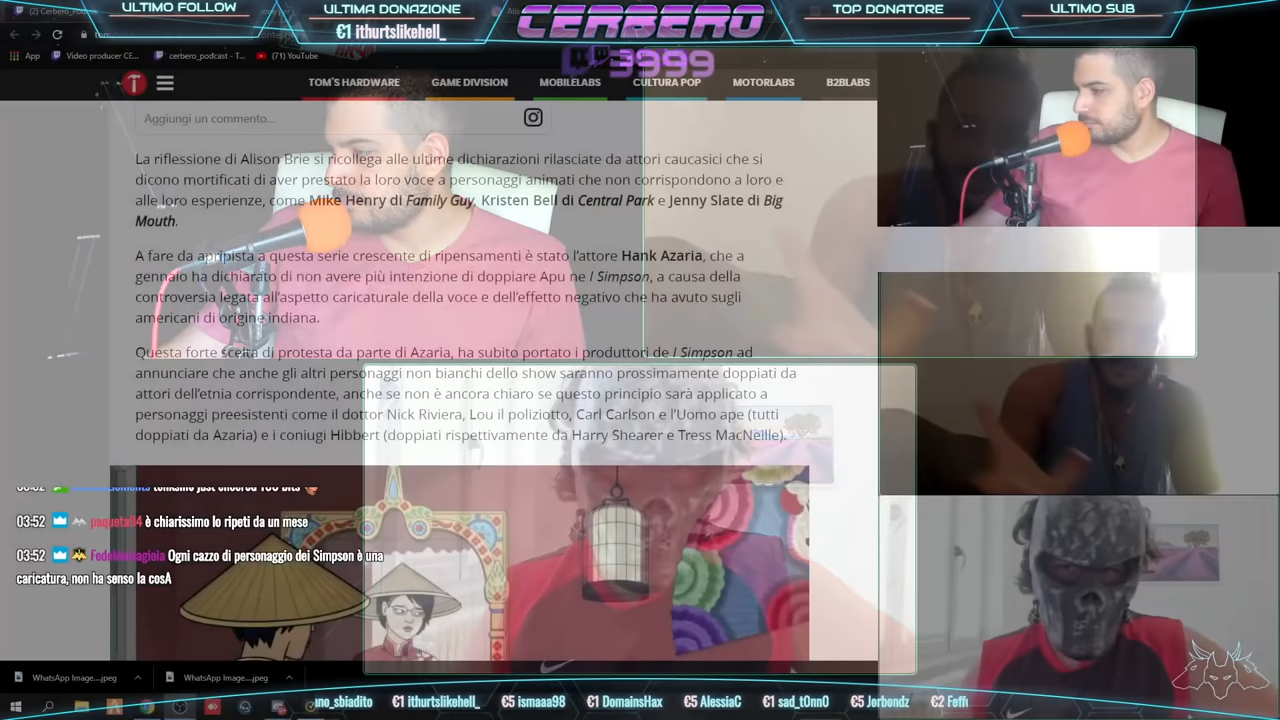 ULTIMO FOLLOW
ULTIMA DONAZIONE
€1 ithurtslikehell_
CERBERO
3999
TOP DONATORE
ULTIMO SUB
App
Video producer CE...
cerbero_podcast - T...
(71) YouTube
TOM'S HARDWARE
GAME DIVISION
MOBILELABS
CULTURA POP
MOTORLABS
B2BLABS
Aggiungi un commento...
La riflessione di Alison Brie si ricollega alle ultime dichiarazioni rilasciate da attori caucasici che si
dicono mortificati di aver prestato la loro voce a personaggi animati che non corrispondono a loro e
alle loro esperienze, come Mike Henry di Family Guy, Kristen Bell di Central Park e Jenny Slate di Big
Mouth.
A fare da apripista a questa serie crescente di ripensamenti è stato l'attore Hank Azaria, che a
gennaio ha dichiarato di non avere più intenzione di doppiare Apu ne I Simpson, a causa della
controversia legata all'aspetto caricaturale della voce e dell'effetto negativo che ha avuto sugli
americani di origine indiana.
Questa forte scelta di protesta da parte di Azaria, ha subito portato i produttori de I Simpson ad
annunciare che anche gli altri personaggi non bianchi dello show saranno prossimamente doppiati da
attori dell'etnia corrispondente, anche se non è ancora chiaro se questo principio sarà applicato a
personaggi preesistenti come il dottor Nick Riviera, Lou il poliziotto, Carl Carlson e l'Uomo ape (tutti
doppiati da Azaria) e i coniugi Hibbert (doppiati rispettivamente da Harry Shearer e Tress MacNeille).
03:52 paqueta94 è chiarissimo lo ripeti da un mese
03:52 Ogni cazzo di personaggio dei Simpson è una
caricatura, non ha senso la cosA
WhatsApp Image....jpeg
WhatsApp Image....jpeg
uno_sbiadito €1 ithurtslikehell_ €5 ismaaa98 €1 DomainsHax €5 AlessiaC €1 sad_t0nn0 €5 Jorbondz €2 Feffu